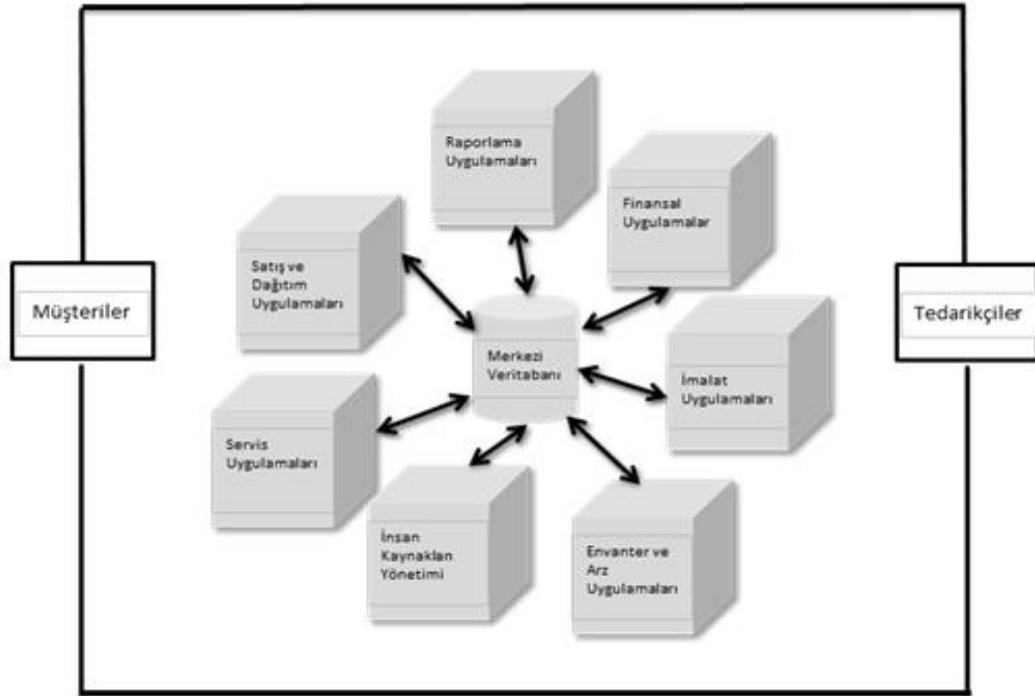 Raporlama
Uygulamaları
Finansal
Uygulamalar
Satış ve
Dağıtım
Uygulamaları
Müşteriler
Tedarikçiler
Merkezi
Veritabanı
İmalat
Uygulamaları
Servis
Uygulamaları
İnsan
Kaynakları
Yönetimi
Envanter ve
Arz
Uygulamaları